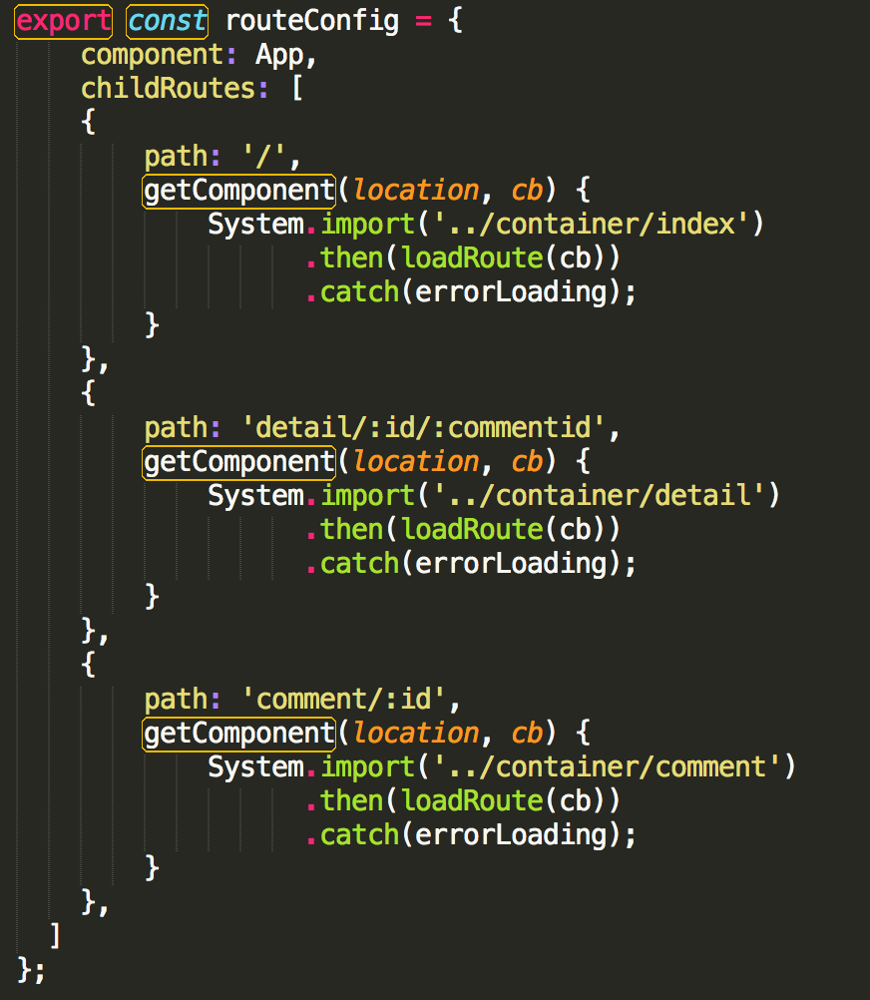 export const routeConfig = {
    component: App,
    childRoutes: [
    {
        path: '/',
        getComponent(location, cb) {
            System.import('../container/index')
                  .then(loadRoute(cb))
                  .catch(errorLoading);
        }
    },
    {
        path: 'detail/:id/:commentid',
        getComponent(location, cb) {
            System.import('../container/detail')
                  .then(loadRoute(cb))
                  .catch(errorLoading);
        }
    },
    {
        path: 'comment/:id',
        getComponent(location, cb) {
            System.import('../container/comment')
                  .then(loadRoute(cb))
                  .catch(errorLoading);
        }
    },
  ]
};